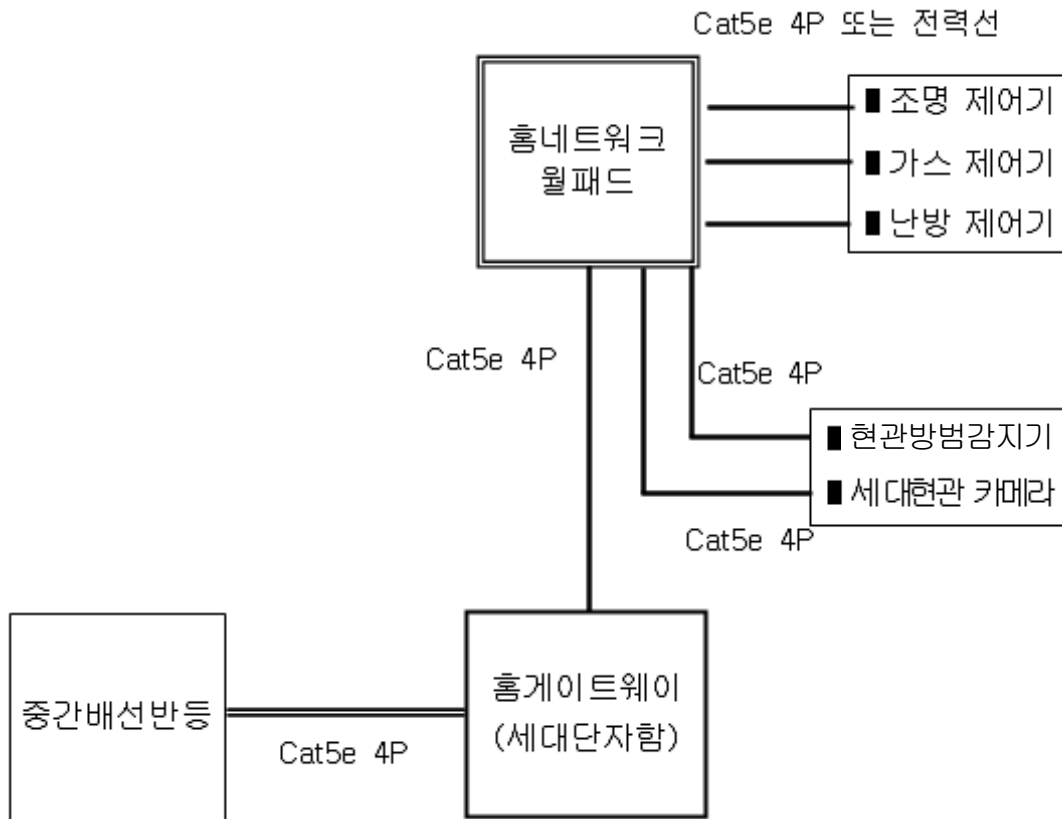 Cat5e 4P 또는 전력선
홈네트워크
월패드
■ 조명 제어기
■ 가스 제어기
■ 난방 제어기
Cat5e 4P
Cat5e 4P
■ 현관방범감지기
■ 세대현관 카메라
Cat5e 4P
중간배선반등
Cat5e 4P
홈게이트웨이
(세대단자함)